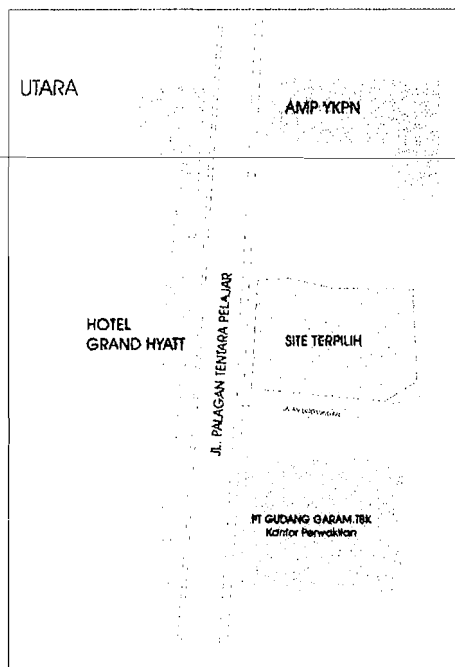 UTARA
AMP YKPN
HOTEL
GRAND HYATT
JL. PALAGAN TENTARA PELAJAR
SITE TERPILIH
PT GUDANG GARAM.TBK
Kantor Perwakilan